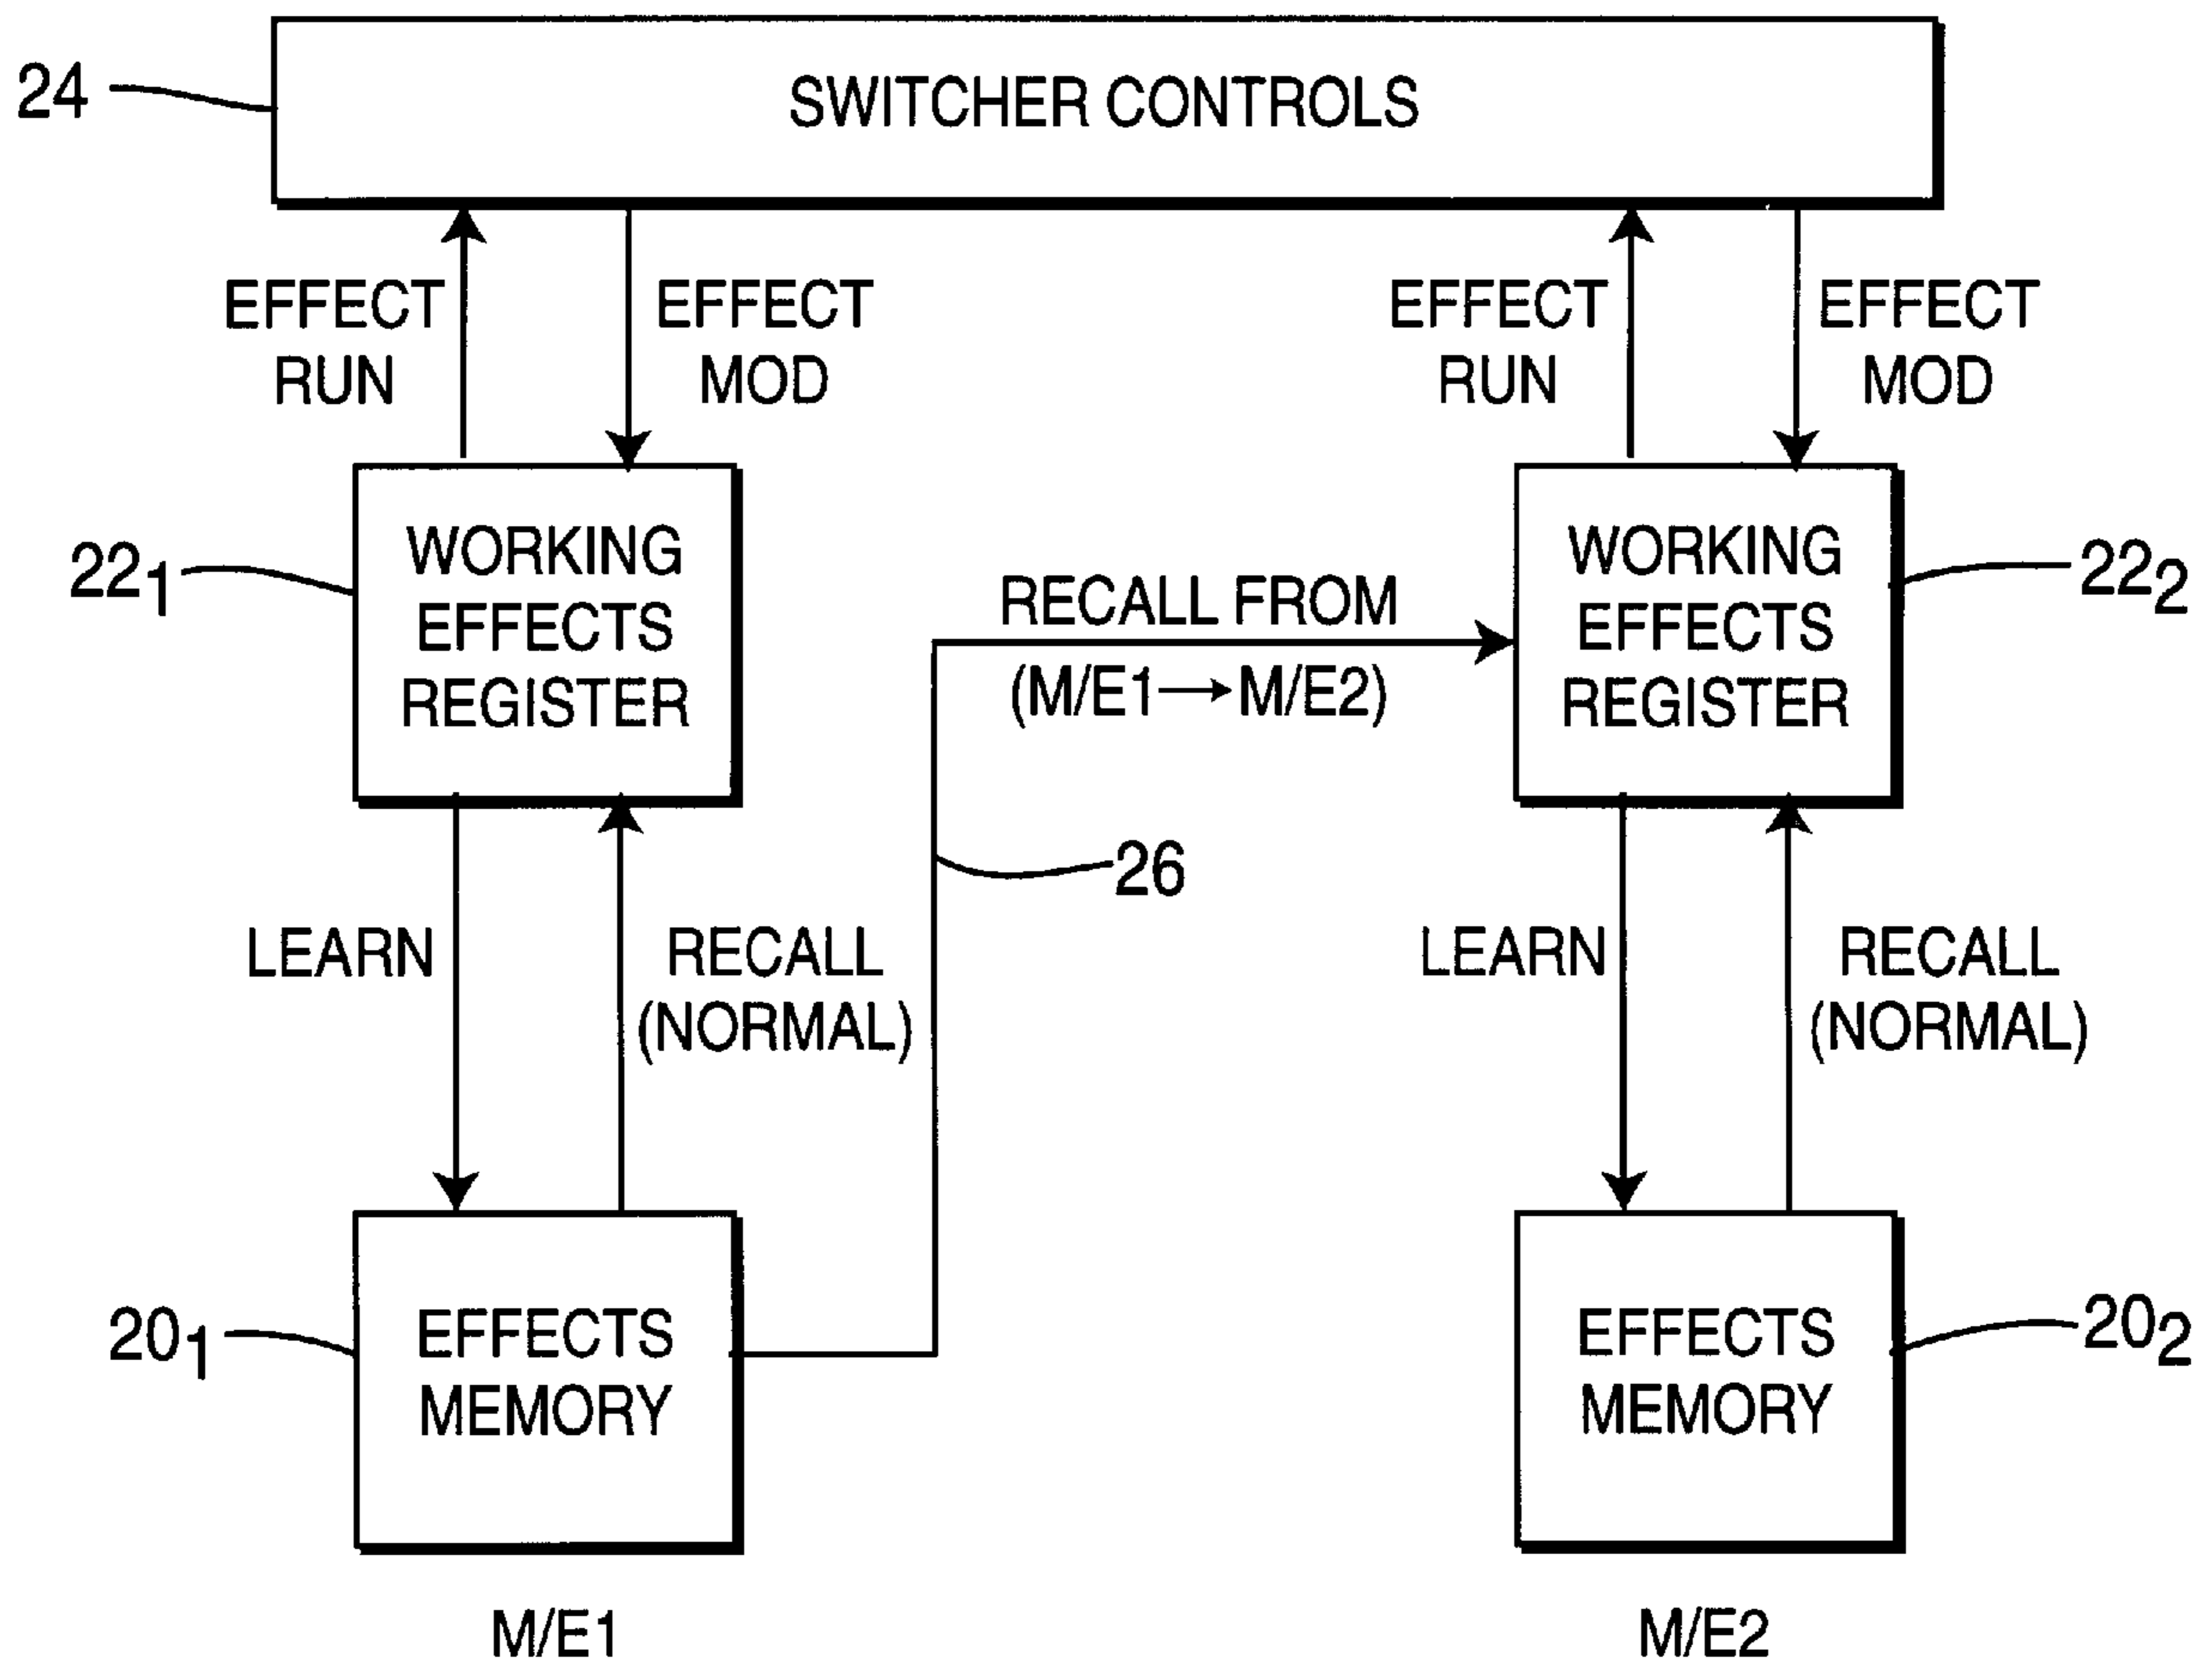 24
SWITCHER CONTROLS
EFFECT
RUN
EFFECT
MOD
EFFECT
RUN
EFFECT
MOD
22₁
WORKING
EFFECTS
REGISTER
RECALL FROM
(M/E1→M/E2)
WORKING
EFFECTS
REGISTER
22₂
26
LEARN
RECALL
(NORMAL)
LEARN
RECALL
(NORMAL)
20₁
EFFECTS
MEMORY
EFFECTS
MEMORY
20₂
M/E1
M/E2